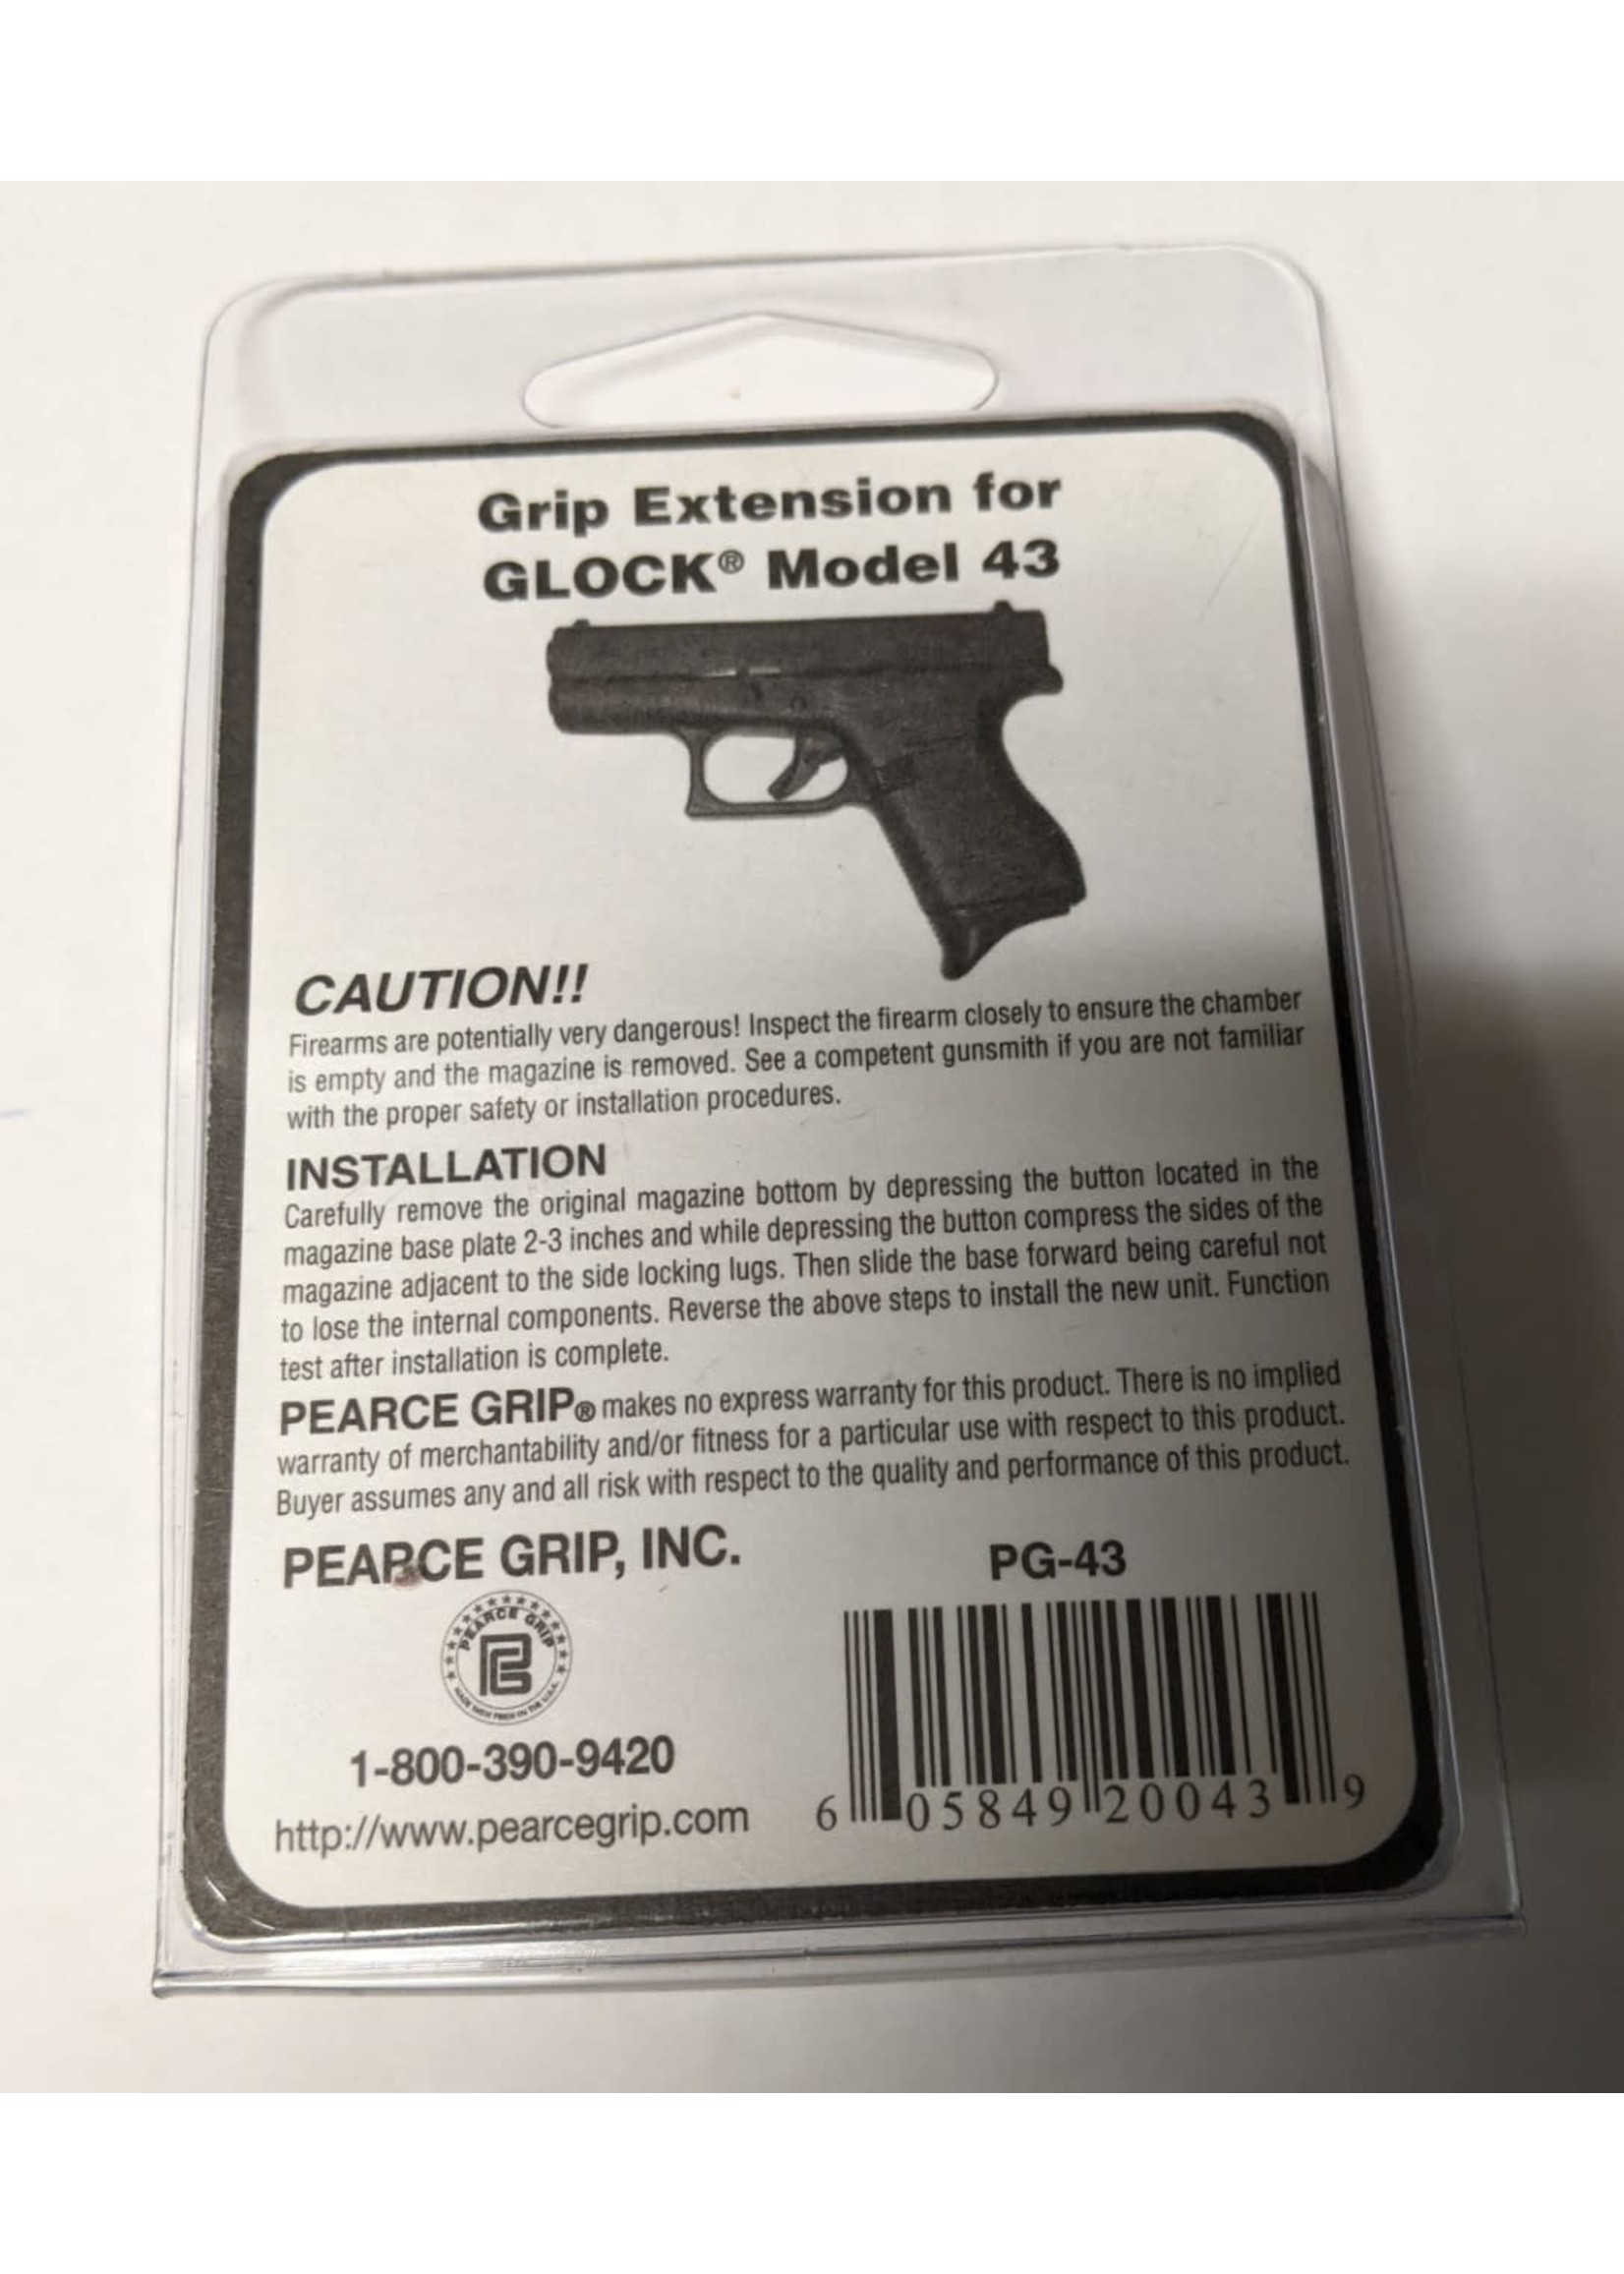 Grip Extension for
GLOCK® Model 43
CAUTION!!
Firearms are potentially very dangerous! Inspect the firearm closely to ensure the chamber
is empty and the magazine is removed. See a competent gunsmith if you are not familiar
with the proper safety or installation procedures.
INSTALLATION
Carefully remove the original magazine bottom by depressing the button located in the
magazine base plate 2-3 inches and while depressing the button compress the sides of the
magazine adjacent to the side locking lugs. Then slide the base forward being careful not
to lose the internal components. Reverse the above steps to install the new unit. Function
test after installation is complete.
PEARCE GRIP® makes no express warranty for this product. There is no implied
warranty of merchantability and/or fitness for a particular use with respect to this product.
Buyer assumes any and all risk with respect to the quality and performance of this product.
PEARCE GRIP, INC.
PEARCE GRIP
1-800-390-9420
http://www.pearcegrip.com
PG-43
6 05849 20043 9